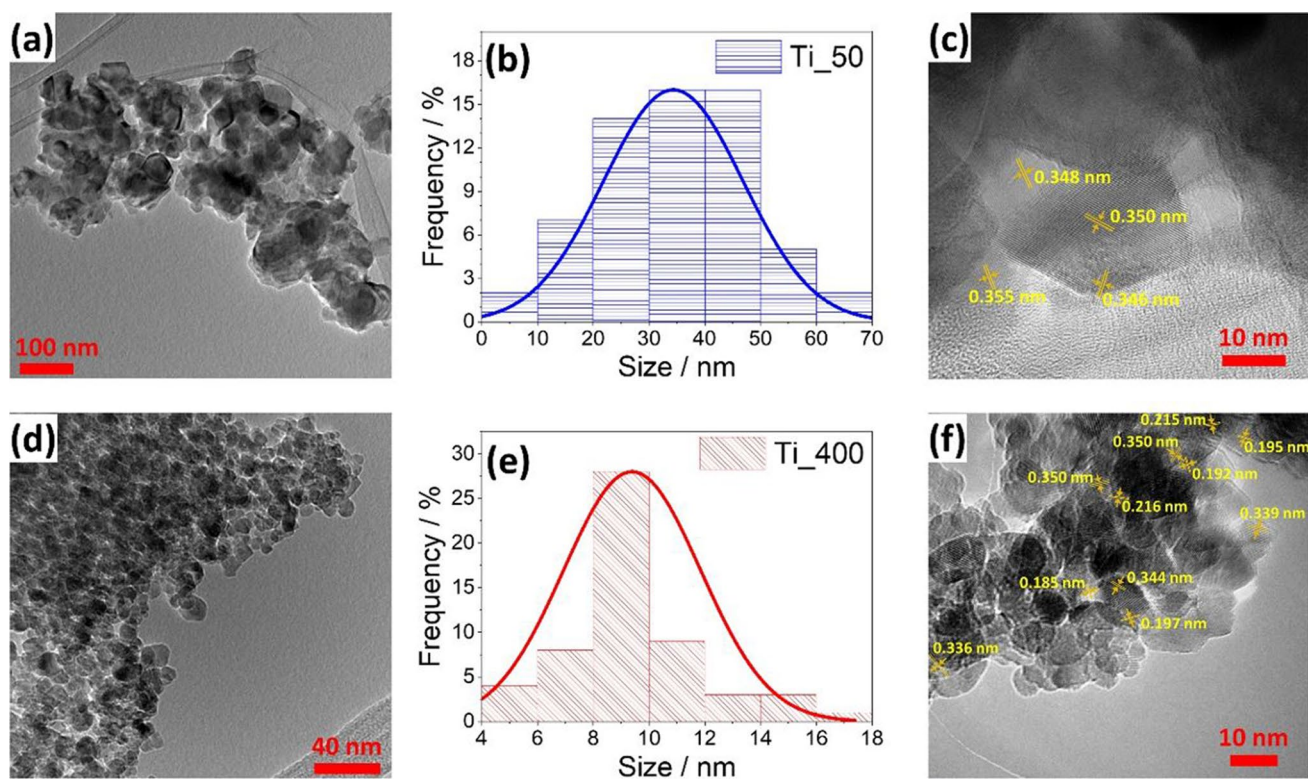 (a)
100 nm
(b)
Ti_50
Frequency / %
18
15
12
9
6
3
0
0 10 20 30 40 50 60 70
Size / nm
(c)
0.348 nm
0.350 nm
0.355 nm
0.346 nm
10 nm
(d)
40 nm
(e)
Ti_400
Frequency / %
30
25
20
15
10
5
0
4 6 8 10 12 14 16 18
Size / nm
(f)
0.215 nm
0.350 nm
0.195 nm
0.192 nm
0.350 nm
0.216 nm
0.339 nm
0.185 nm
0.344 nm
0.197 nm
0.336 nm
10 nm